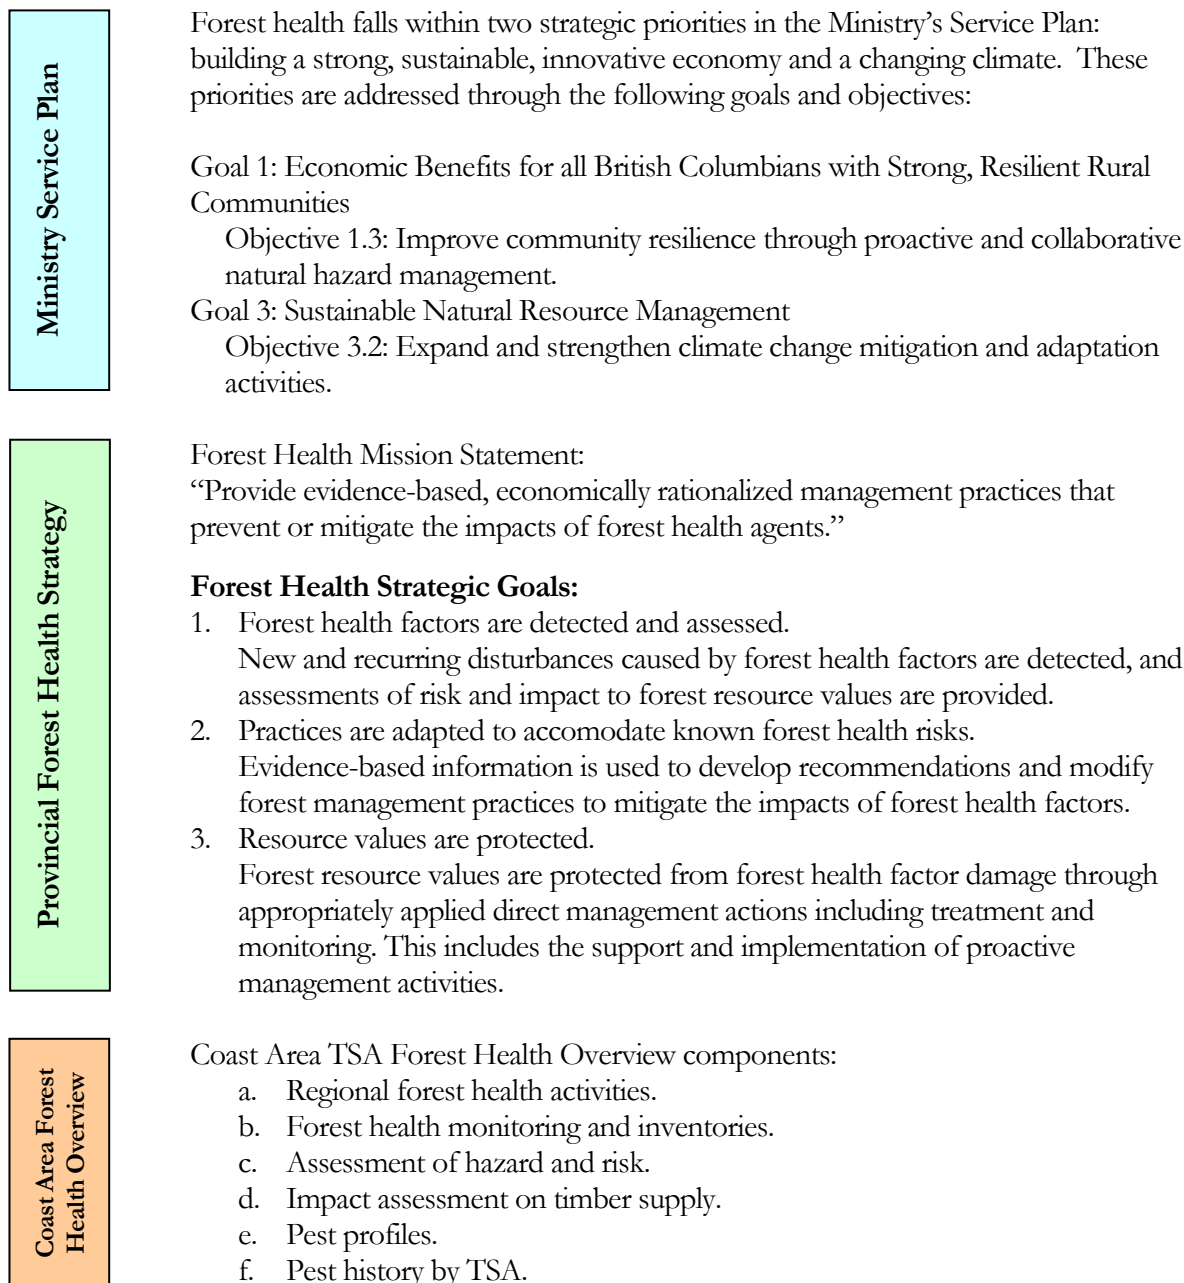 Ministry Service Plan
Forest health falls within two strategic priorities in the Ministry’s Service Plan:
building a strong, sustainable, innovative economy and a changing climate.  These
priorities are addressed through the following goals and objectives:
Goal 1: Economic Benefits for all British Columbians with Strong, Resilient Rural
Communities
Objective 1.3: Improve community resilience through proactive and collaborative
natural hazard management.
Goal 3: Sustainable Natural Resource Management
Objective 3.2: Expand and strengthen climate change mitigation and adaptation
activities.
Provincial Forest Health Strategy
Forest Health Mission Statement:
“Provide evidence-based, economically rationalized management practices that
prevent or mitigate the impacts of forest health agents.”
Forest Health Strategic Goals:
1. Forest health factors are detected and assessed.
New and recurring disturbances caused by forest health factors are detected, and
assessments of risk and impact to forest resource values are provided.
2. Practices are adapted to accomodate known forest health risks.
Evidence-based information is used to develop recommendations and modify
forest management practices to mitigate the impacts of forest health factors.
3. Resource values are protected.
Forest resource values are protected from forest health factor damage through
appropriately applied direct management actions including treatment and
monitoring. This includes the support and implementation of proactive
management activities.
Coast Area Forest
Health Overview
Coast Area TSA Forest Health Overview components:
a. Regional forest health activities.
b. Forest health monitoring and inventories.
c. Assessment of hazard and risk.
d. Impact assessment on timber supply.
e. Pest profiles.
f. Pest history by TSA.